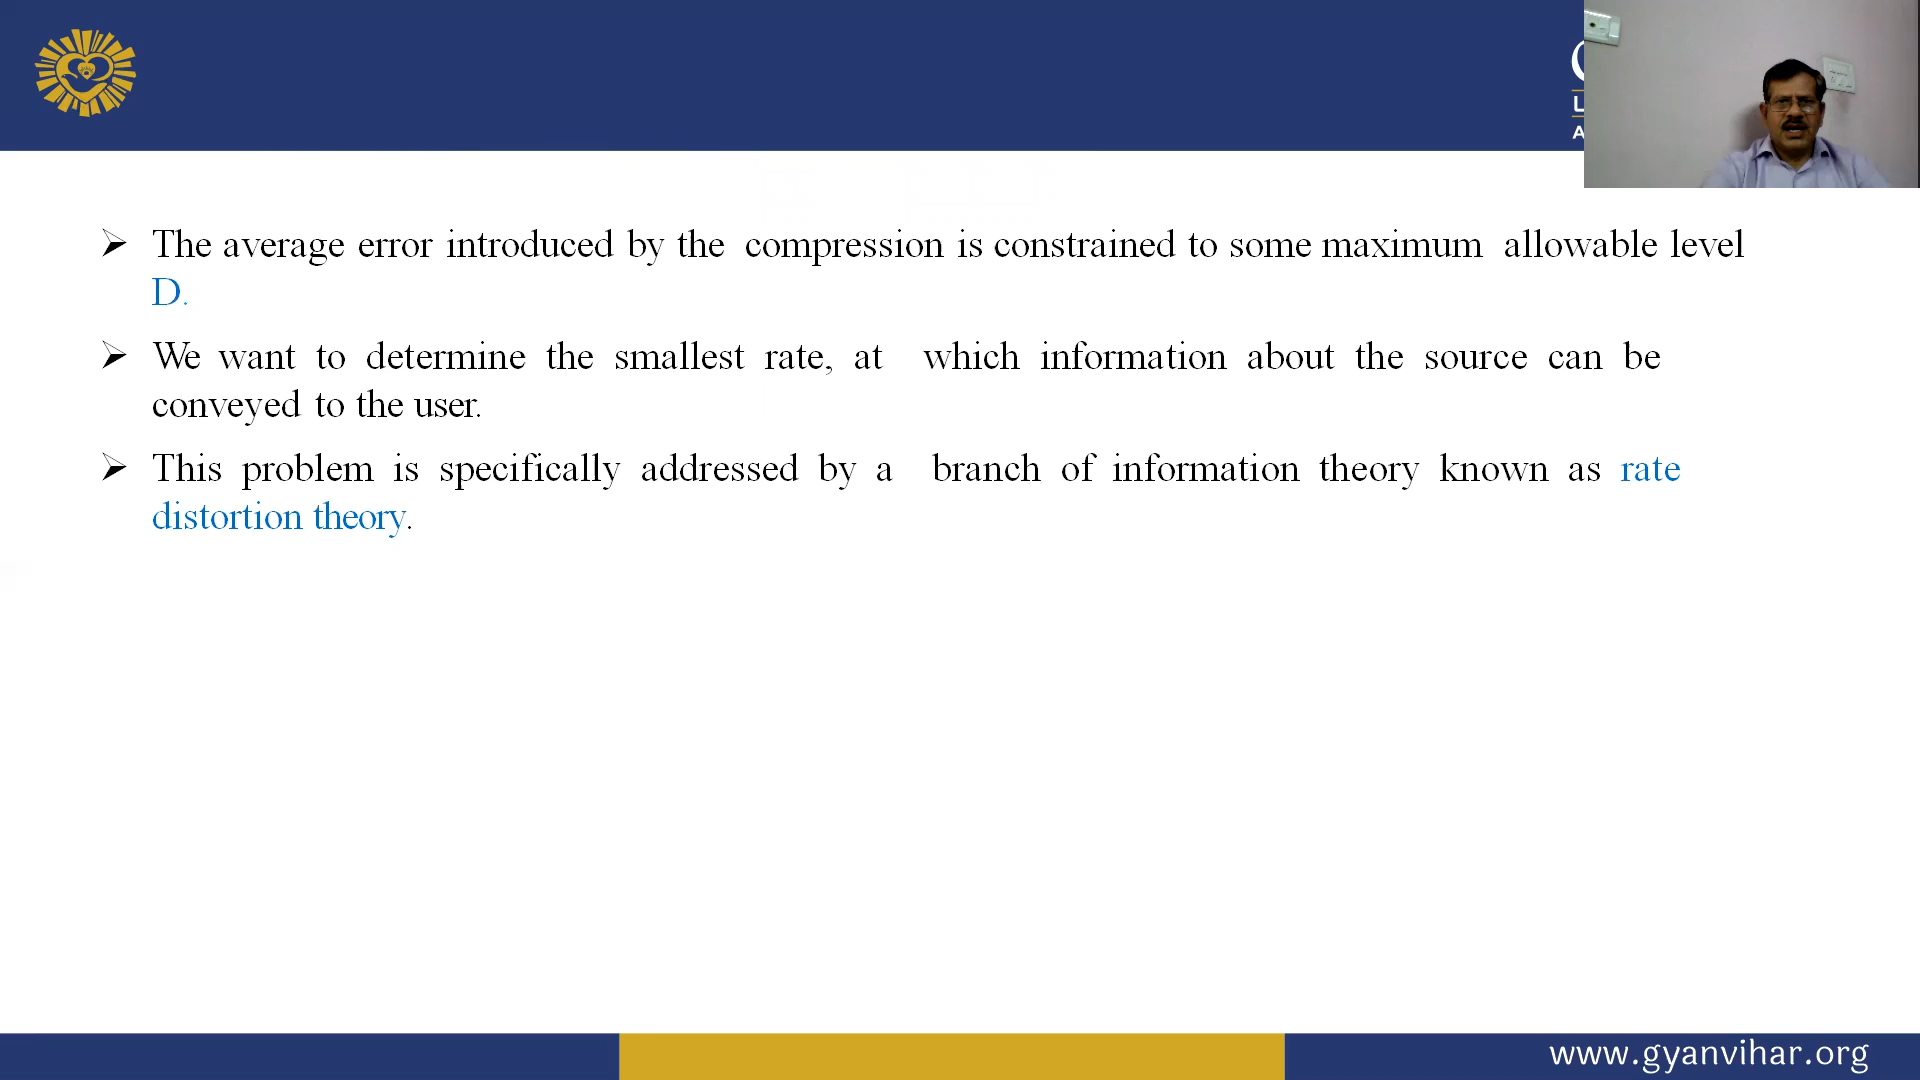 The average error introduced by the compression is constrained to some maximum allowable level
D.
We want to determine the smallest rate, at which information about the source can be
conveyed to the user.
This problem is specifically addressed by a branch of information theory known as rate
distortion theory.
www.gyanvihar.org